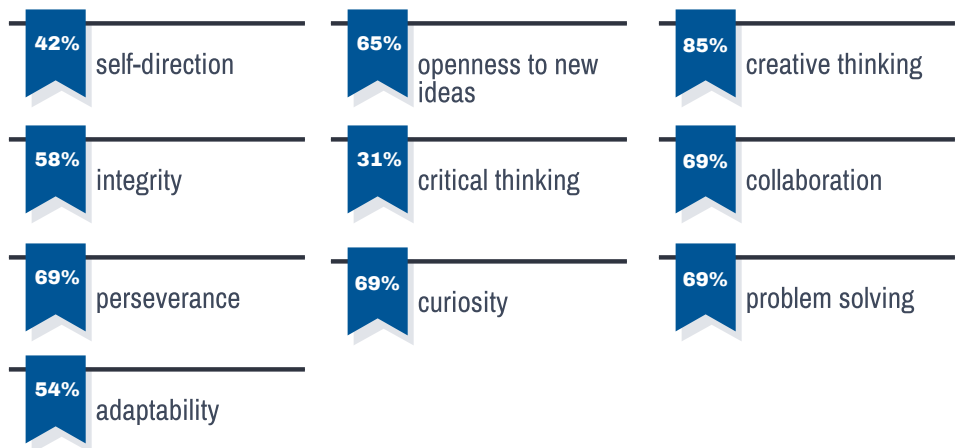 42%
self-direction
65%
openness to new
ideas
85%
creative thinking
58%
integrity
31%
critical thinking
69%
collaboration
69%
perseverance
69%
curiosity
69%
problem solving
54%
adaptability